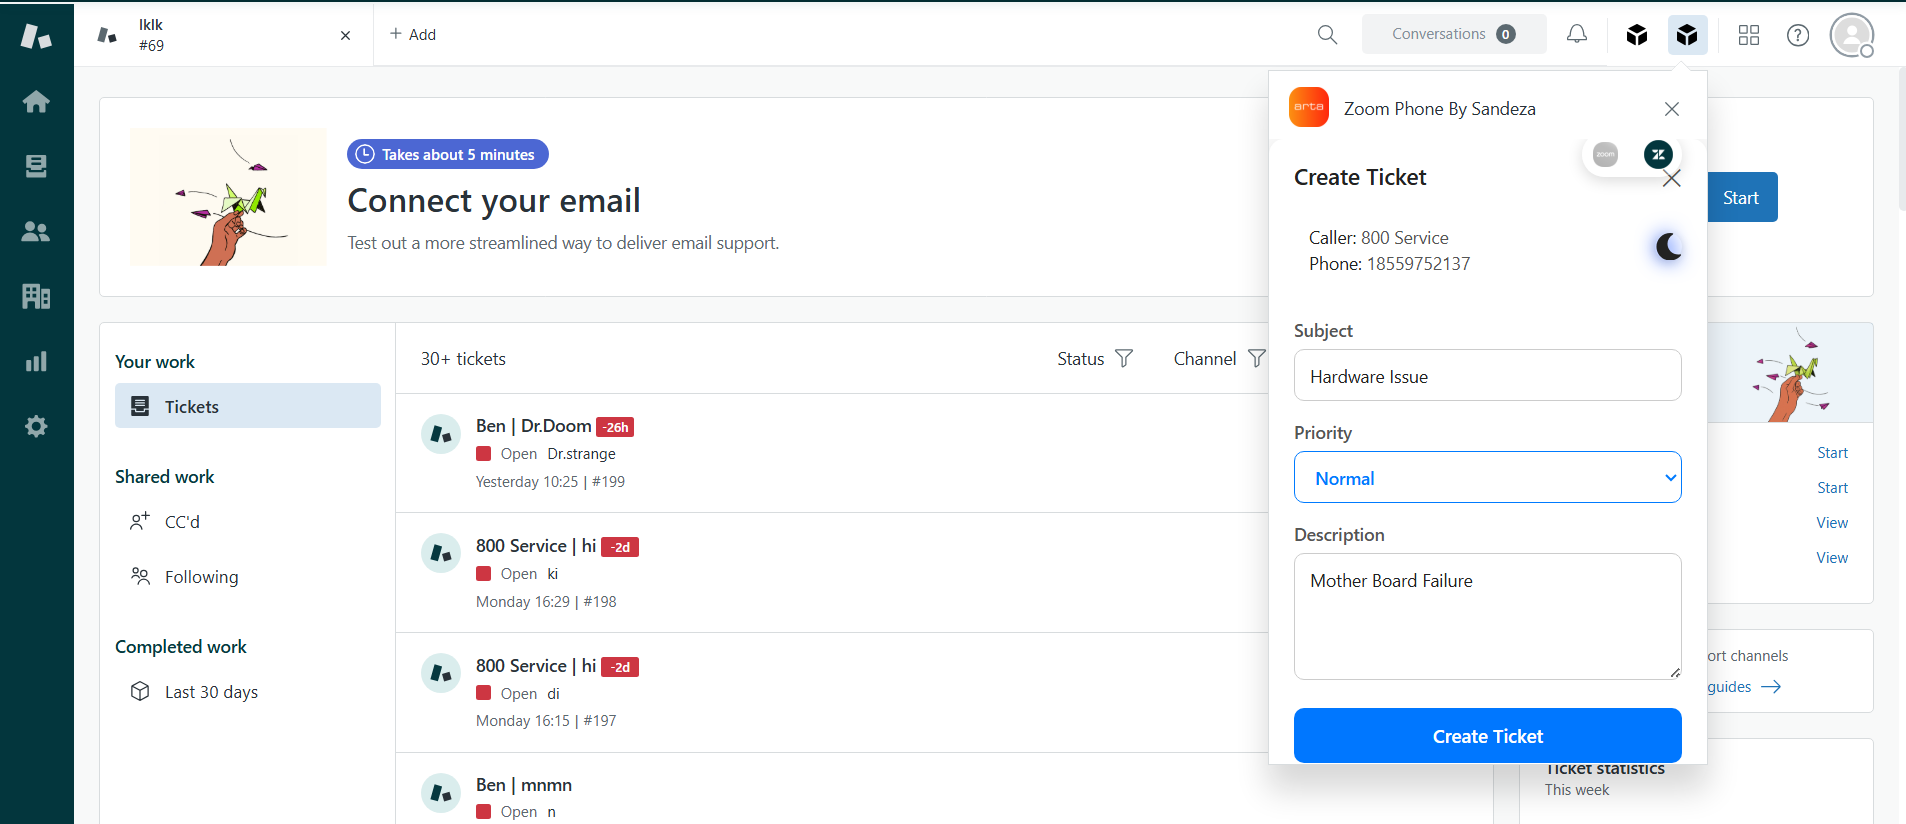 lklk
#69
+ Add
Conversations 0
Takes about 5 minutes
Connect your email
Test out a more streamlined way to deliver email support.
Your work
Tickets
Shared work
CC'd
Following
Completed work
Last 30 days
30+ tickets
Status
Channel
Ben | Dr.Doom -26h
Open Dr.strange
Yesterday 10:25 | #199
800 Service | hi -2d
Open ki
Monday 16:29 | #198
800 Service | hi -2d
Open di
Monday 16:15 | #197
Ben | mnmn
Open n
arta
Zoom Phone By Sandeza
zoom
Create Ticket
Caller: 800 Service
Phone: 18559752137
Subject
Hardware Issue
Priority
Normal
Description
Mother Board Failure
Create Ticket
Start
Start
Start
View
View
ort channels
guides
Ticket statistics
This week